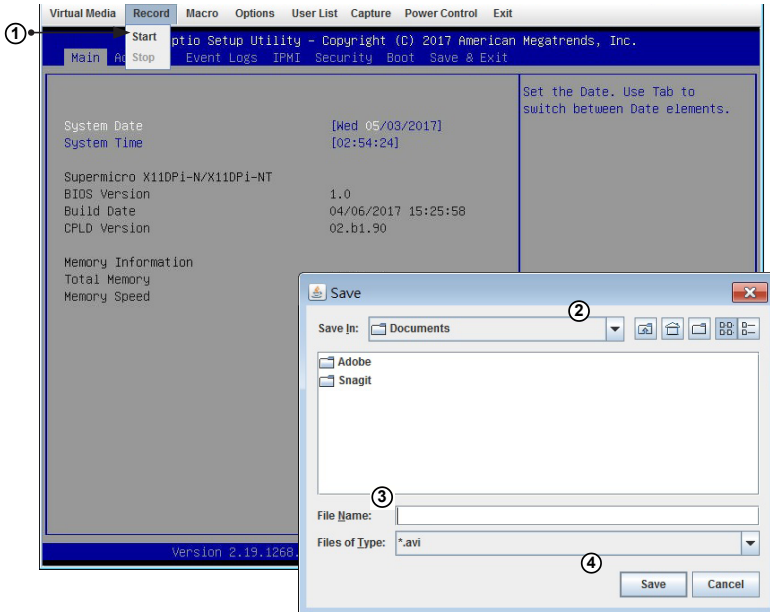 Virtual Media Record Macro Options User List Capture Power Control Exit
1
Start
Stop
ptio Setup Utility - Copyright (C) 2017 American Megatrends, Inc.
Main Event Logs IPMI Security Boot Save & Exit
Set the Date. Use Tab to
switch between Date elements.
System Date [Wed 05/03/2017]
System Time [02:54:24]
Supermicro X11DPi-N/X11DPi-NT
BIOS Version 1.0
Build Date 04/06/2017 15:25:58
CPLD Version 02.b1.90
Memory Information
Total Memory
Memory Speed
Version 2.19.1268.
Save
2
Save In: Documents
Adobe
Snagit
3
File Name:
Files of Type: *.avi
4
Save Cancel